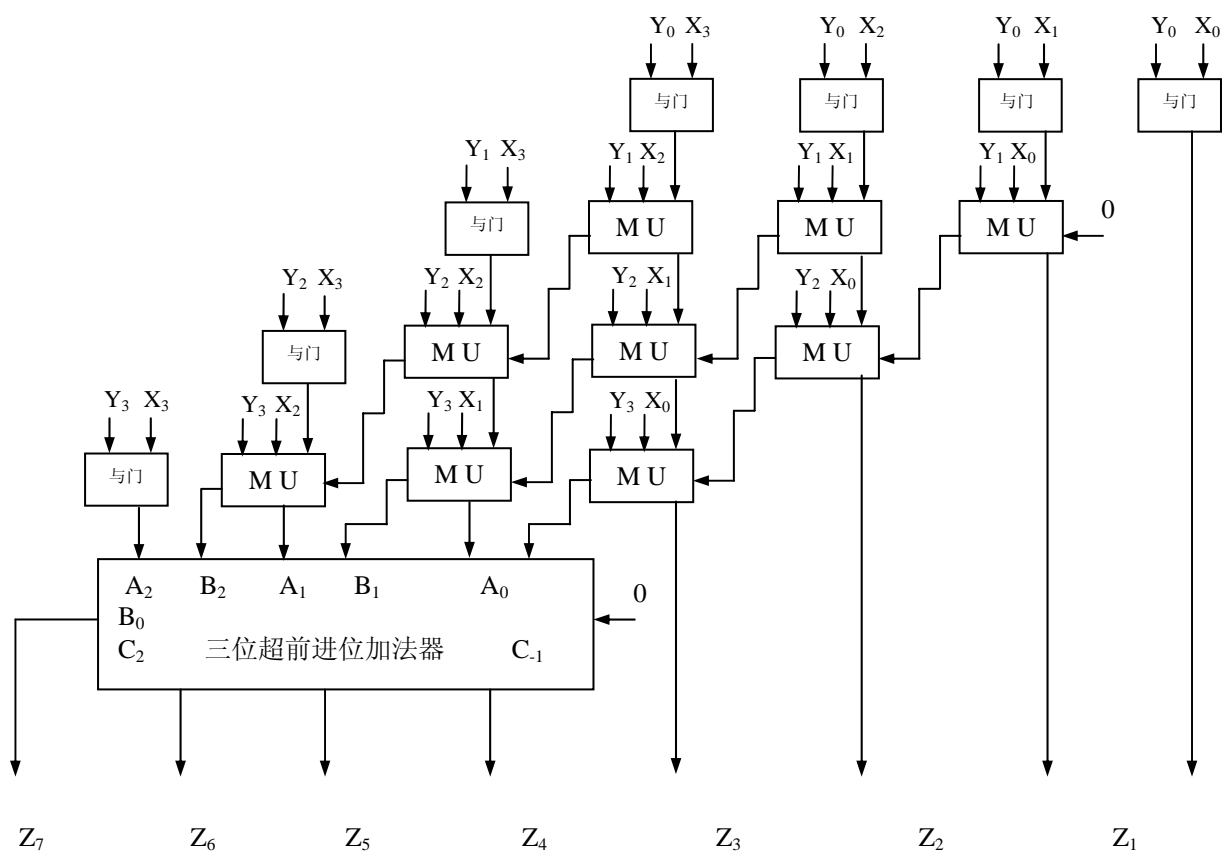 Y₀ X₃ Y₀ X₂ Y₀ X₁ Y₀ X₀
与门 与门 与门 与门
Y₁ X₃ Y₁ X₂ Y₁ X₁ Y₁ X₀
与门 M U M U M U 0
Y₂ X₃ Y₂ X₂ Y₂ X₁ Y₂ X₀
与门 M U M U M U
Y₃ X₃ Y₃ X₂ Y₃ X₁ Y₃ X₀
与门 M U M U M U
A₂ B₂ A₁ B₁ A₀ 0
B₀
C₂ 三位超前进位加法器 C₋₁
Z₇ Z₆ Z₅ Z₄ Z₃ Z₂ Z₁